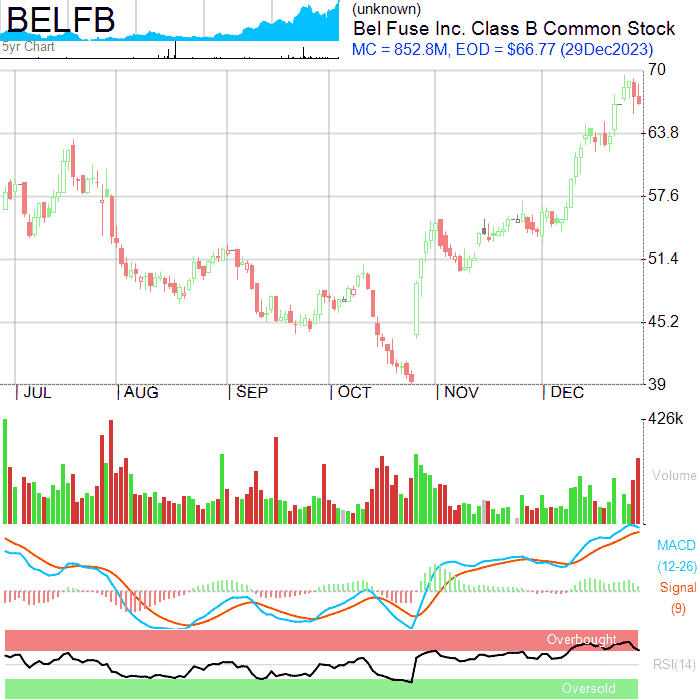 BELFB
5yr Chart
(unknown)
Bel Fuse Inc. Class B Common Stock
MC = 852.8M, EOD = $66.77 (29Dec2023)
70
63.8
57.6
51.4
45.2
39
JUL AUG SEP OCT NOV DEC
426k
Volume
MACD
(12-26)
Signal
(9)
Overbought
RSI(14)
Oversold